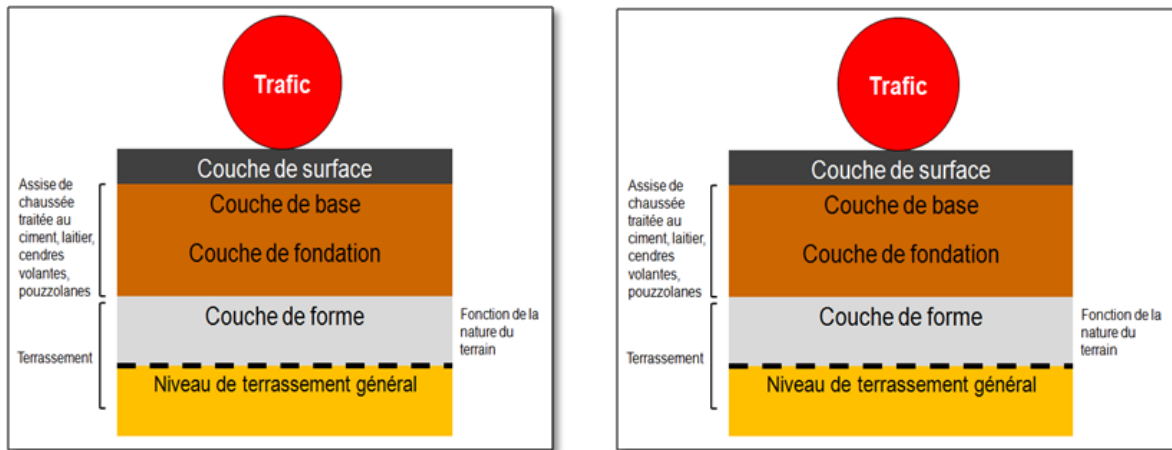 Trafic
Couche de surface
Assise de
chaussée
traitée au
ciment, laitier,
cendres
volantes,
pouzzolanes
Couche de base
Couche de fondation
Couche de forme
Fonction de la
nature du
terrain
Terrassement
Niveau de terrassement général
Trafic
Couche de surface
Assise de
chaussée
traitée au
ciment, laitier,
cendres
volantes,
pouzzolanes
Couche de base
Couche de fondation
Couche de forme
Fonction de la
nature du
terrain
Terrassement
Niveau de terrassement général